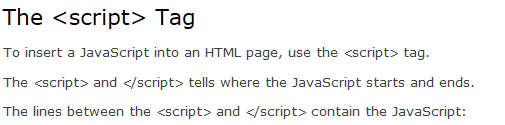 The <script> Tag
To insert a JavaScript into an HTML page, use the <script> tag.
The <script> and </script> tells where the JavaScript starts and ends.
The lines between the <script> and </script> contain the JavaScript: